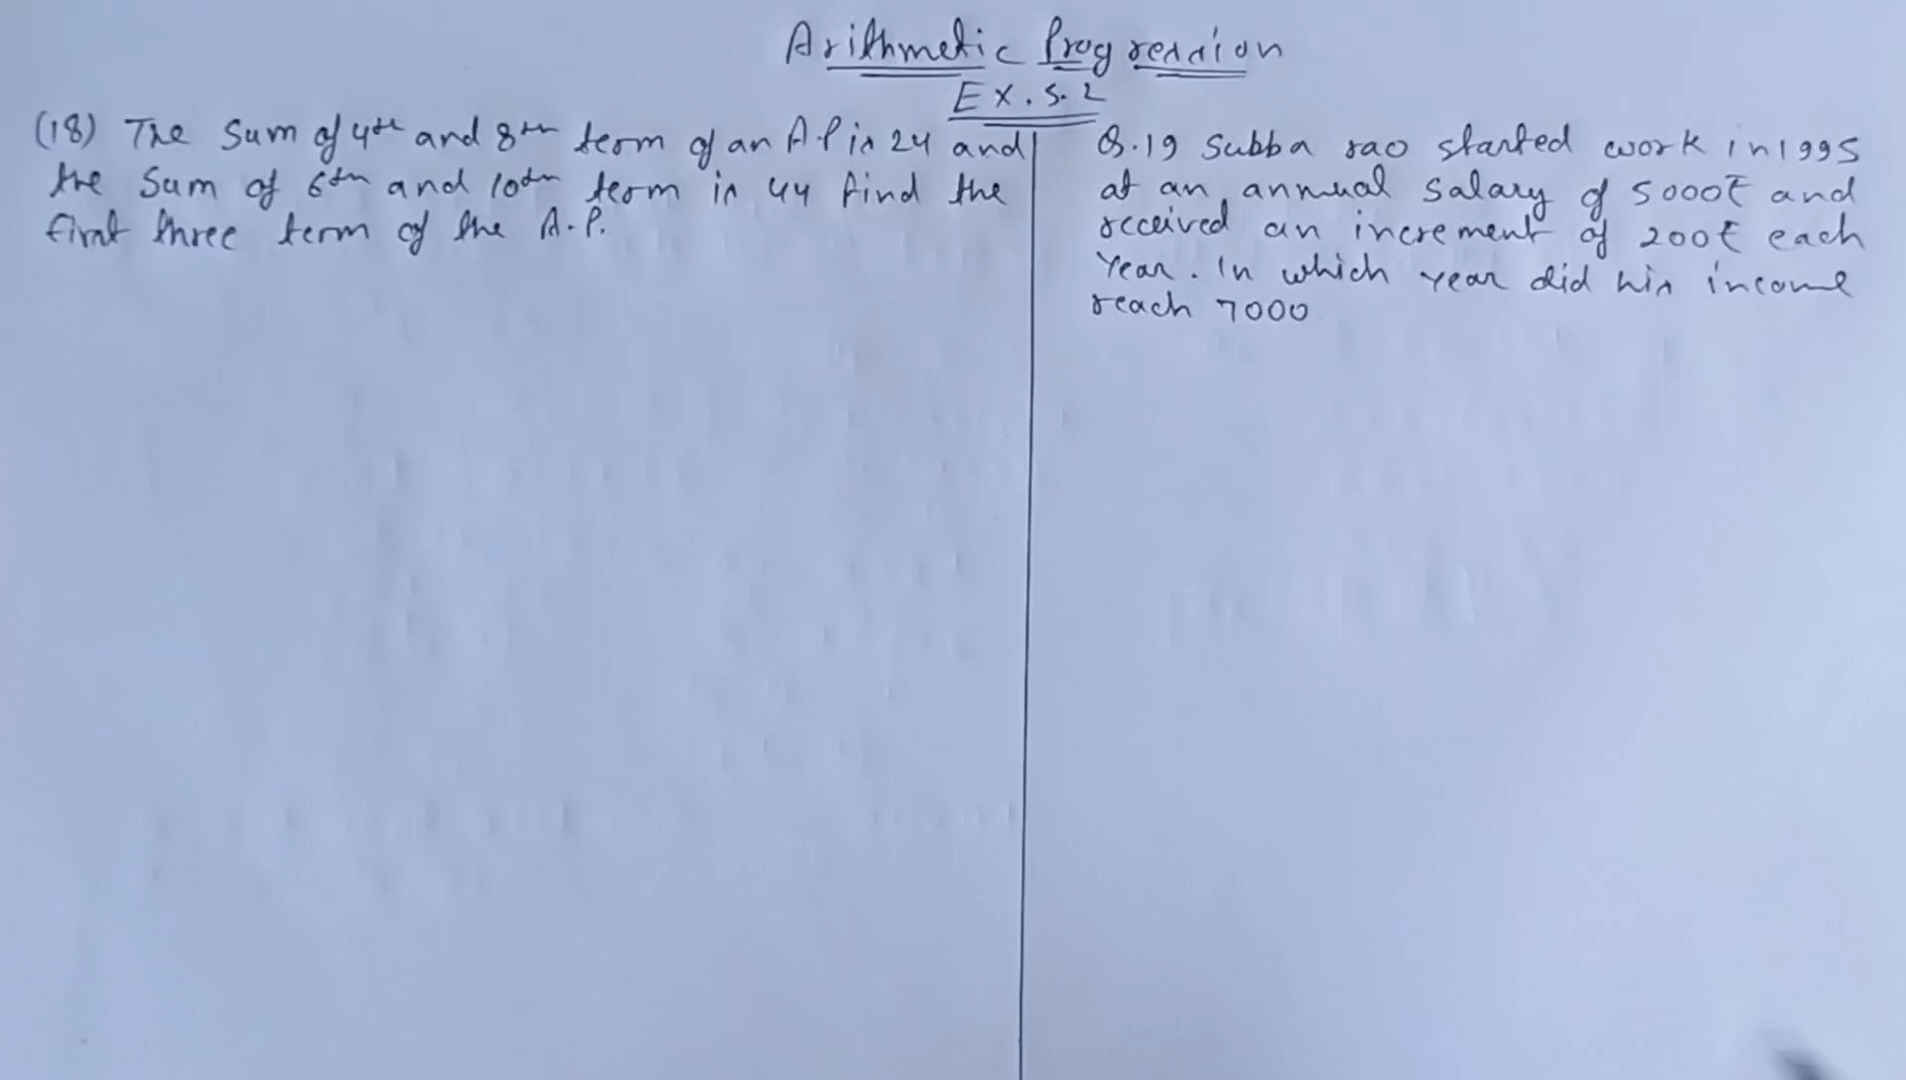 Arithmetic Progression
Ex. 5.2
(18) The Sum of 4th and 8th term of an A.P is 24 and
the Sum of 6th and 10th term is 44 find the
first three term of the A.P.
Q.19 Subba rao started work in 1995
at an annual salary of 5000₹ and
received an increment of 200₹ each
Year. In which year did his income
reach 7000